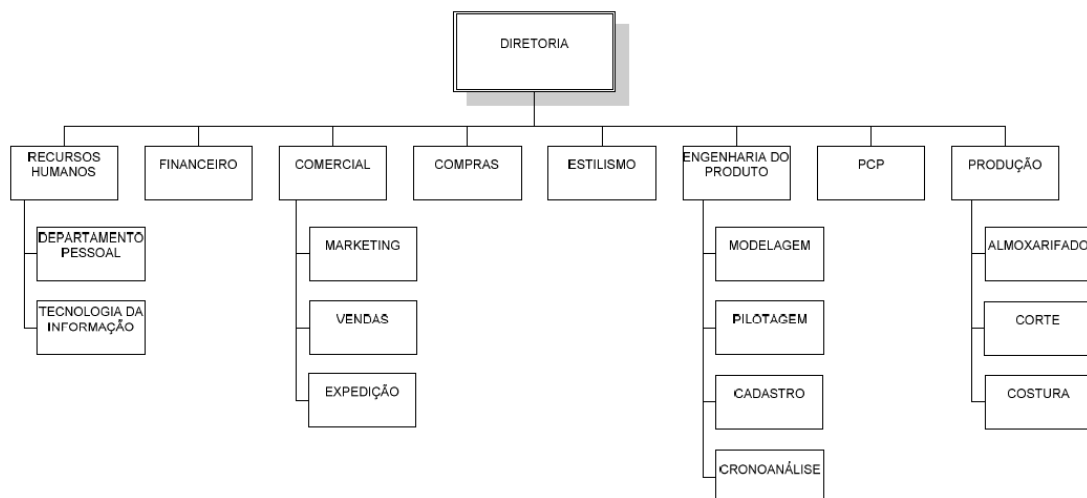 DIRETORIA
RECURSOS
HUMANOS
FINANCEIRO
COMERCIAL
COMPRAS
ESTILISMO
ENGENHARIA DO
PRODUTO
PCP
PRODUÇÃO
DEPARTAMENTO
PESSOAL
MARKETING
MODELAGEM
ALMOXARIFADO
TECNOLOGIA DA
INFORMAÇÃO
VENDAS
PILOTAGEM
CORTE
EXPEDIÇÃO
CADASTRO
COSTURA
CRONOANÁLISE